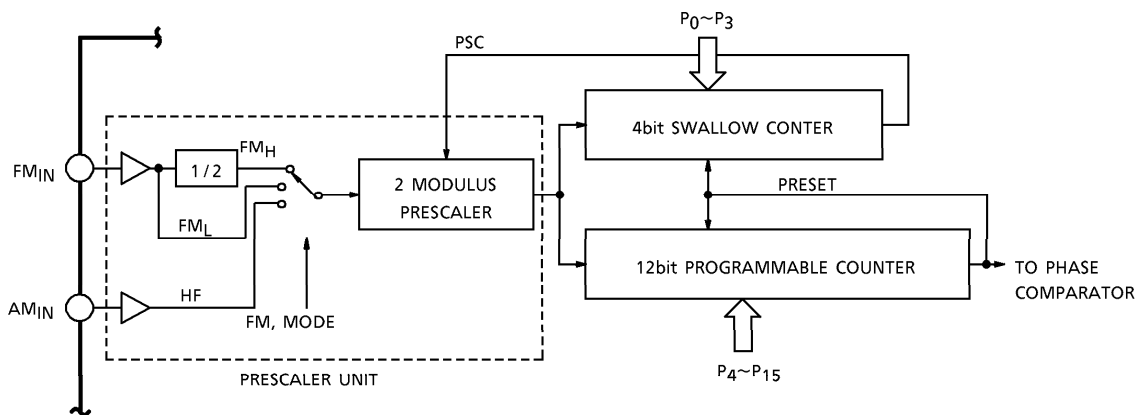 P0~P3
PSC
4bit SWALLOW CONTER
FMIN
1/2
FMH
2 MODULUS
PRESCALER
PRESET
FML
12bit PROGRAMMABLE COUNTER
TO PHASE
COMPARATOR
AMIN
HF
FM, MODE
PRESCALER UNIT
P4~P15